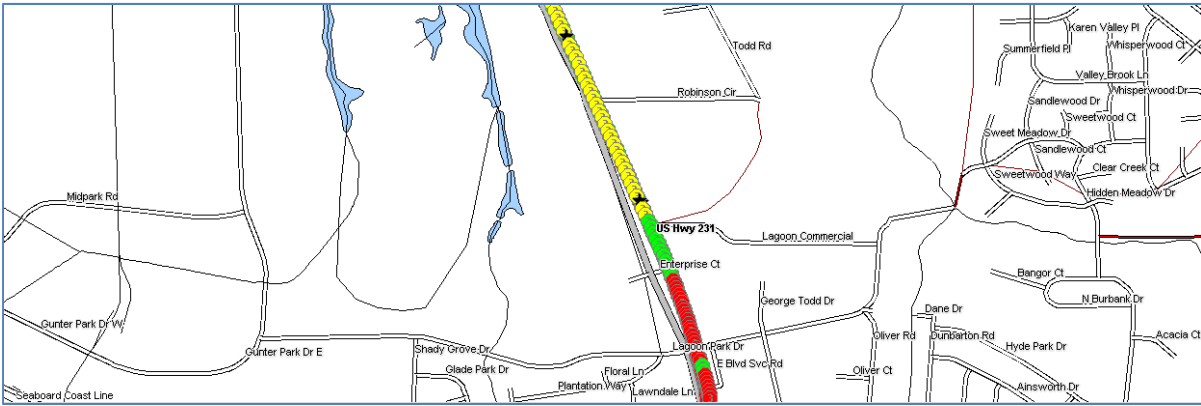 Karen Valley Pl
Summerfield Pl
Whisperwood Ct
Todd Rd
Valley Brook Ln
Whisperwood Dr
Robinson Cir
Sandlewood Dr
Sweetwood Ct
Sweet Meadow Dr
Sandlewood Ct
Clear Creek Ct
Sweetwood Way
Hidden Meadow Dr
Midpark Rd
US Hwy 231
Lagoon Commercial
Enterprise Ct
Bangor Ct
George Todd Dr
N Burbank Dr
Dane Dr
Gunter Park Dr W
Oliver Rd
Dunbarton Rd
Acacia Ct
Gunter Park Dr E
Shady Grove Dr
Lagoon Park Dr
Hyde Park Dr
Glade Park Dr
Floral Ln
E Blvd Svc Rd
Oliver Ct
Plantation Way
Lawndale Ln
Ainsworth Dr
Seaboard Coast Line